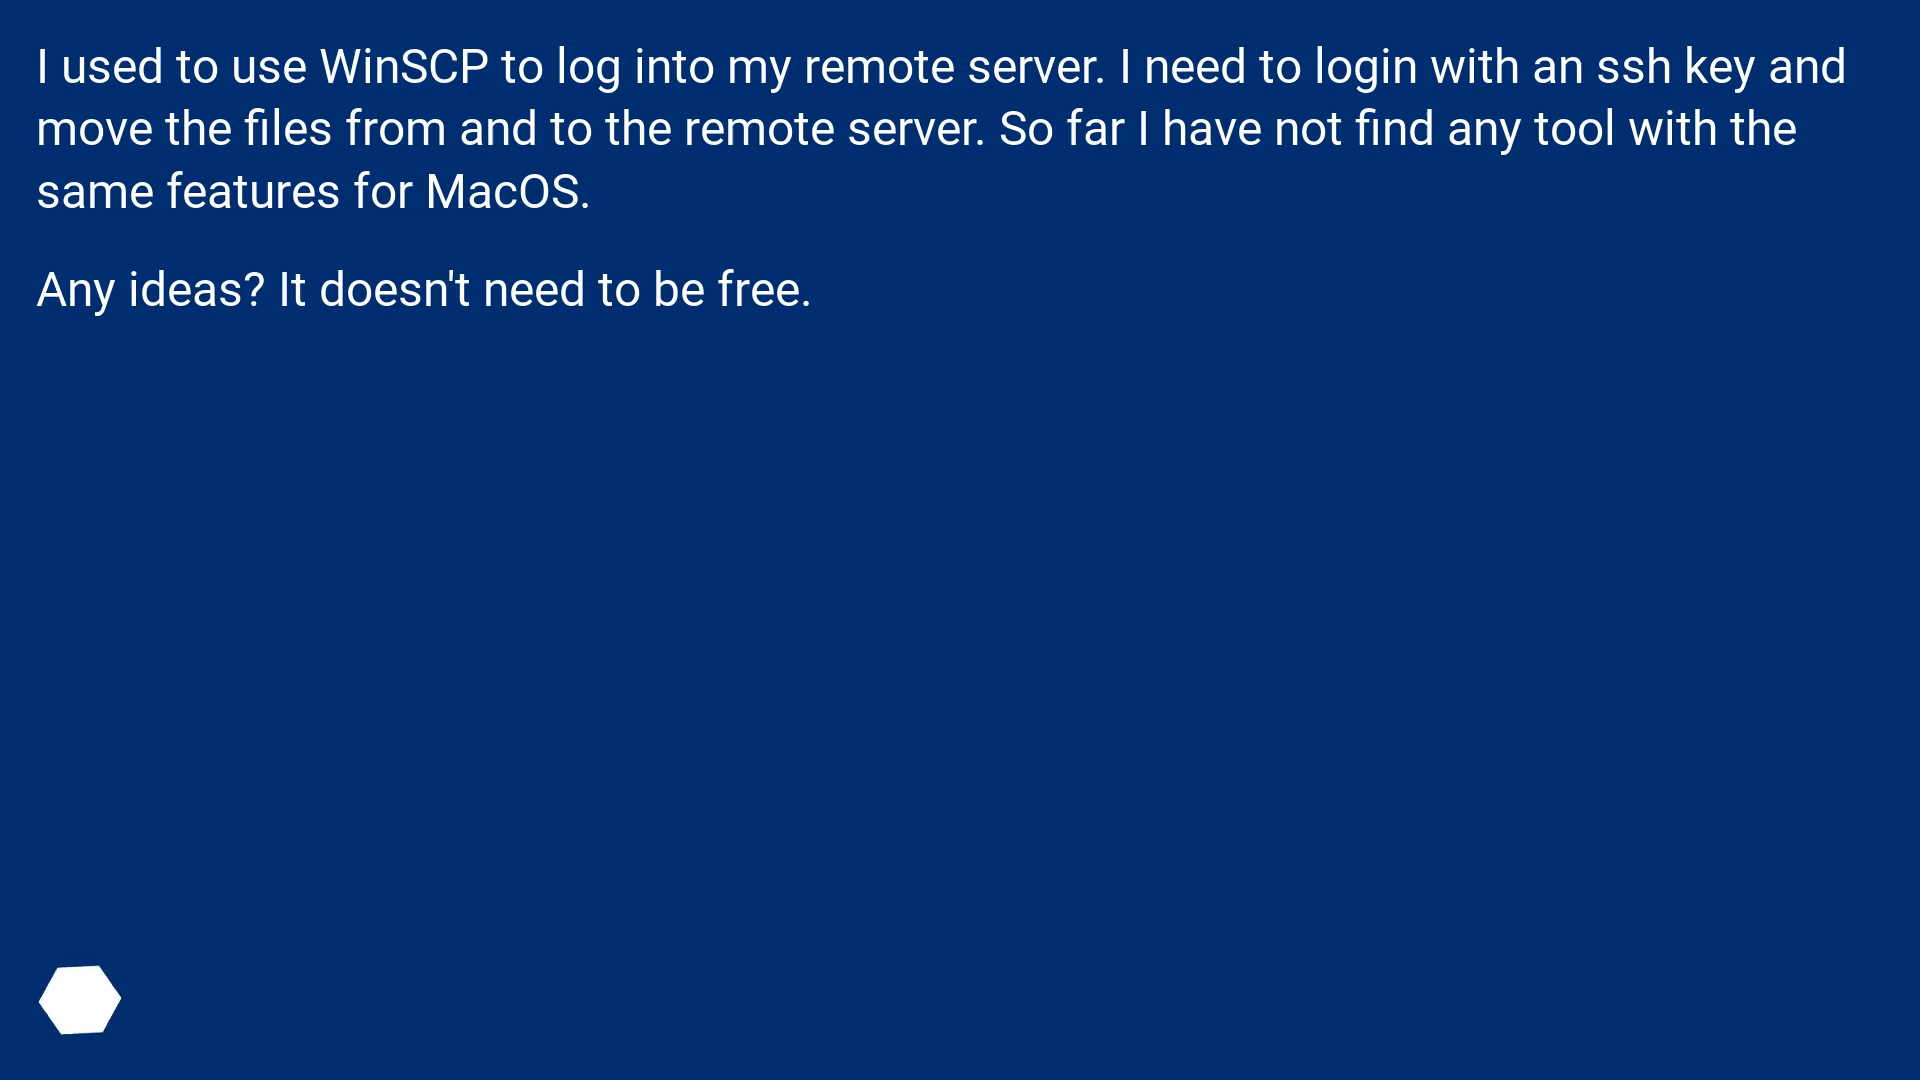 I used to use WinSCP to log into my remote server. I need to login with an ssh key and
move the files from and to the remote server. So far I have not find any tool with the
same features for MacOS.
Any ideas? It doesn't need to be free.